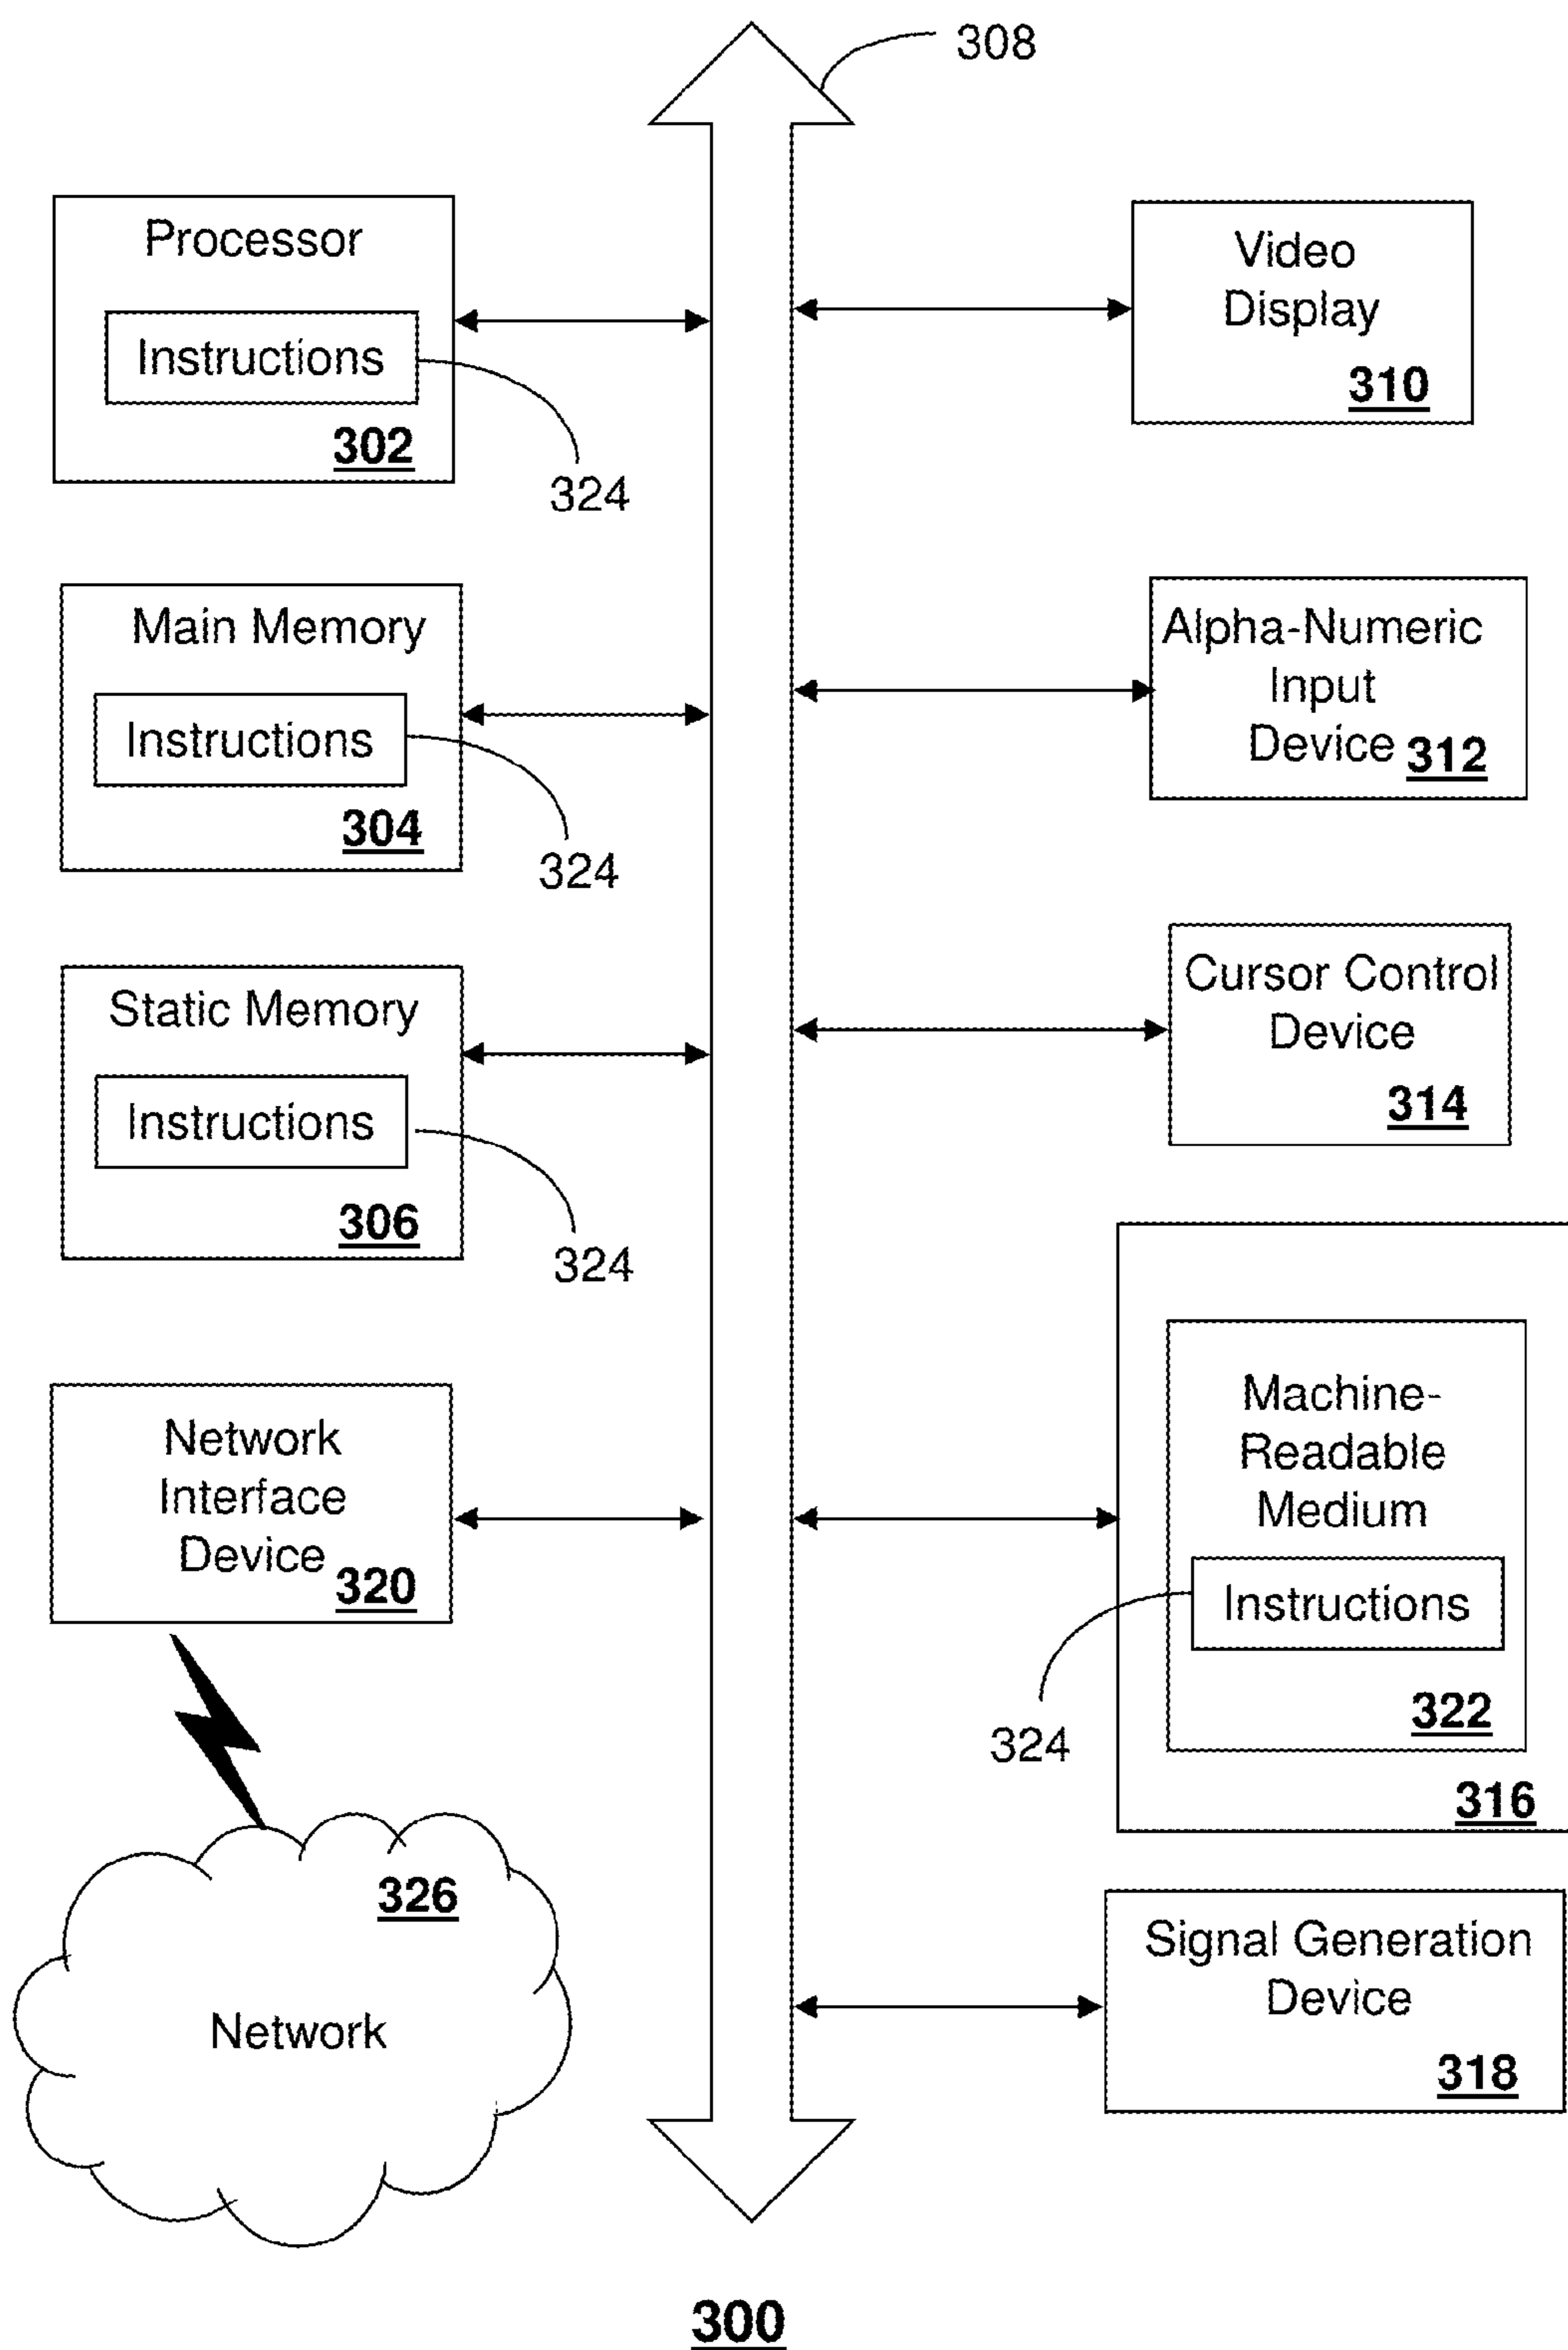 308
Processor
Instructions
302
324
Video
Display
310
Main Memory
Instructions
304
324
Alpha-Numeric
Input
Device 312
Static Memory
Instructions
306
324
Cursor Control
Device
314
Network
Interface
Device 320
Machine-
Readable
Medium
Instructions
322
324
316
326
Network
Signal Generation
Device
318
300